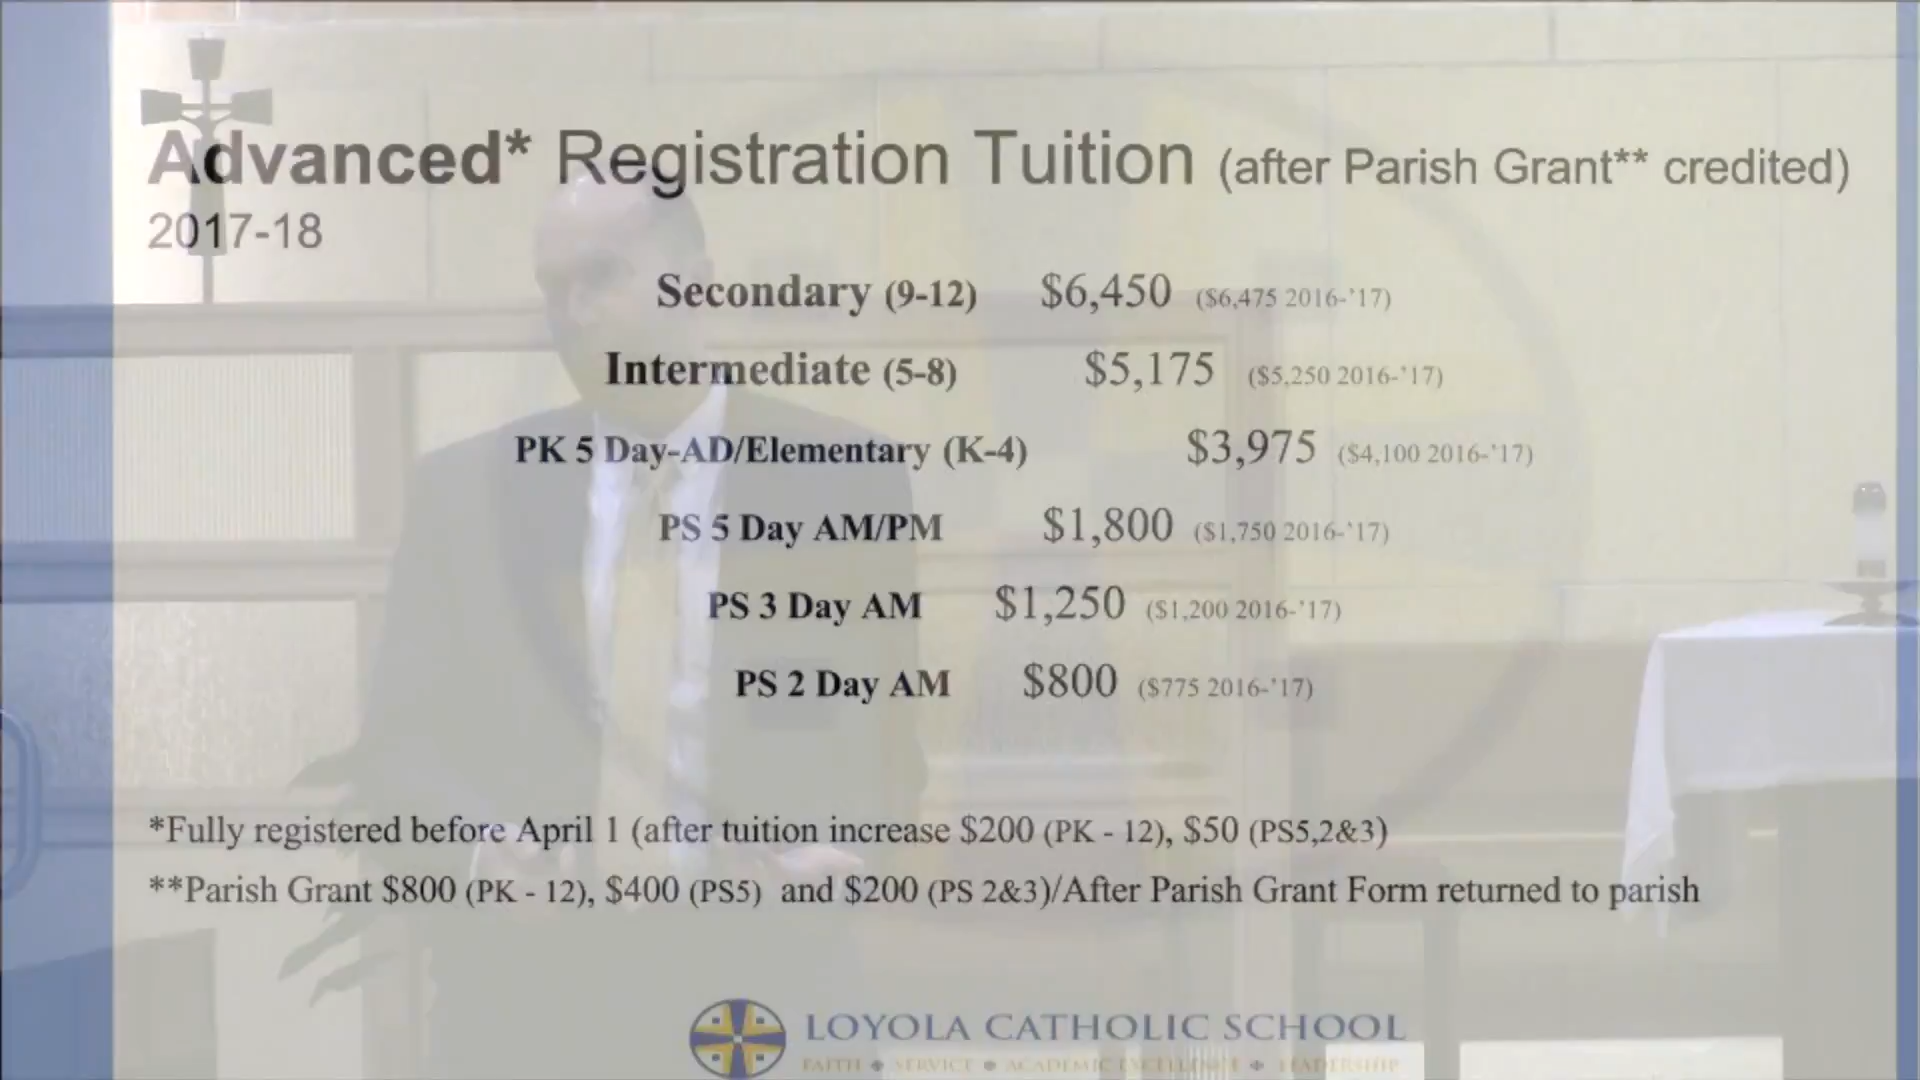 Advanced* Registration Tuition (after Parish Grant** credited)
2017-18
Secondary (9-12) $6,450 ($6,475 2016-'17)
Intermediate (5-8) $5,175 ($5,250 2016-'17)
PK 5 Day-AD/Elementary (K-4) $3,975 ($4,100 2016-'17)
PS 5 Day AM/PM $1,800 ($1,750 2016-'17)
PS 3 Day AM $1,250 ($1,200 2016-'17)
PS 2 Day AM $800 ($775 2016-'17)
*Fully registered before April 1 (after tuition increase $200 (PK - 12), $50 (PS5,2&3)
**Parish Grant $800 (PK - 12), $400 (PS5) and $200 (PS 2&3)/After Parish Grant Form returned to parish
LOYOLA CATHOLIC SCHOOL
FAITH SERVICE ACADEMIC EXCELLENCE LEADERSHIP